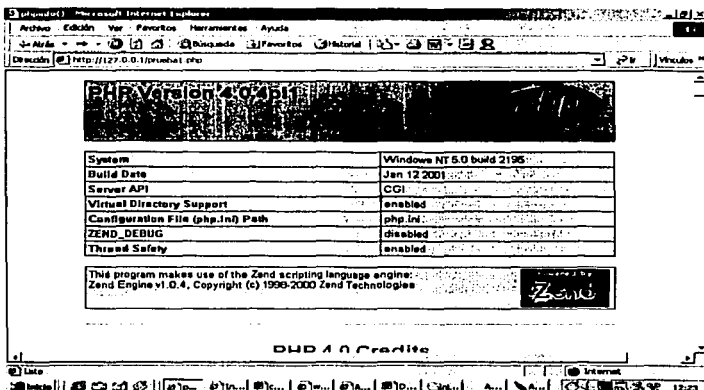 phpinfo() - Microsoft Internet Explorer
Archivo Edición Ver Favoritos Herramientas Ayuda
Atrás Búsqueda Favoritos Historial
Dirección http://127.0.0.1/prueba1.php Ir Vínculos »
PHP Version 4.0.4pl1
System Windows NT 5.0 build 2195
Build Date Jan 12 2001
Server API CGI
Virtual Directory Support enabled
Configuration File (php.ini) Path php.ini
ZEND_DEBUG disabled
Thread Safety enabled
This program makes use of the Zend scripting language engine:
Zend Engine v1.0.4, Copyright (c) 1998-2000 Zend Technologies
Powered by
Zend
PHP 4.0 Credits
Listo Internet
Inicio 12:23